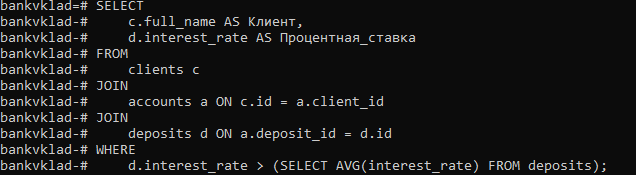 bankvklad=# SELECT
bankvklad-#     c.full_name AS Клиент,
bankvklad-#     d.interest_rate AS Процентная_ставка
bankvklad-# FROM
bankvklad-#     clients c
bankvklad-# JOIN
bankvklad-#     accounts a ON c.id = a.client_id
bankvklad-# JOIN
bankvklad-#     deposits d ON a.deposit_id = d.id
bankvklad-# WHERE
bankvklad-#     d.interest_rate > (SELECT AVG(interest_rate) FROM deposits);